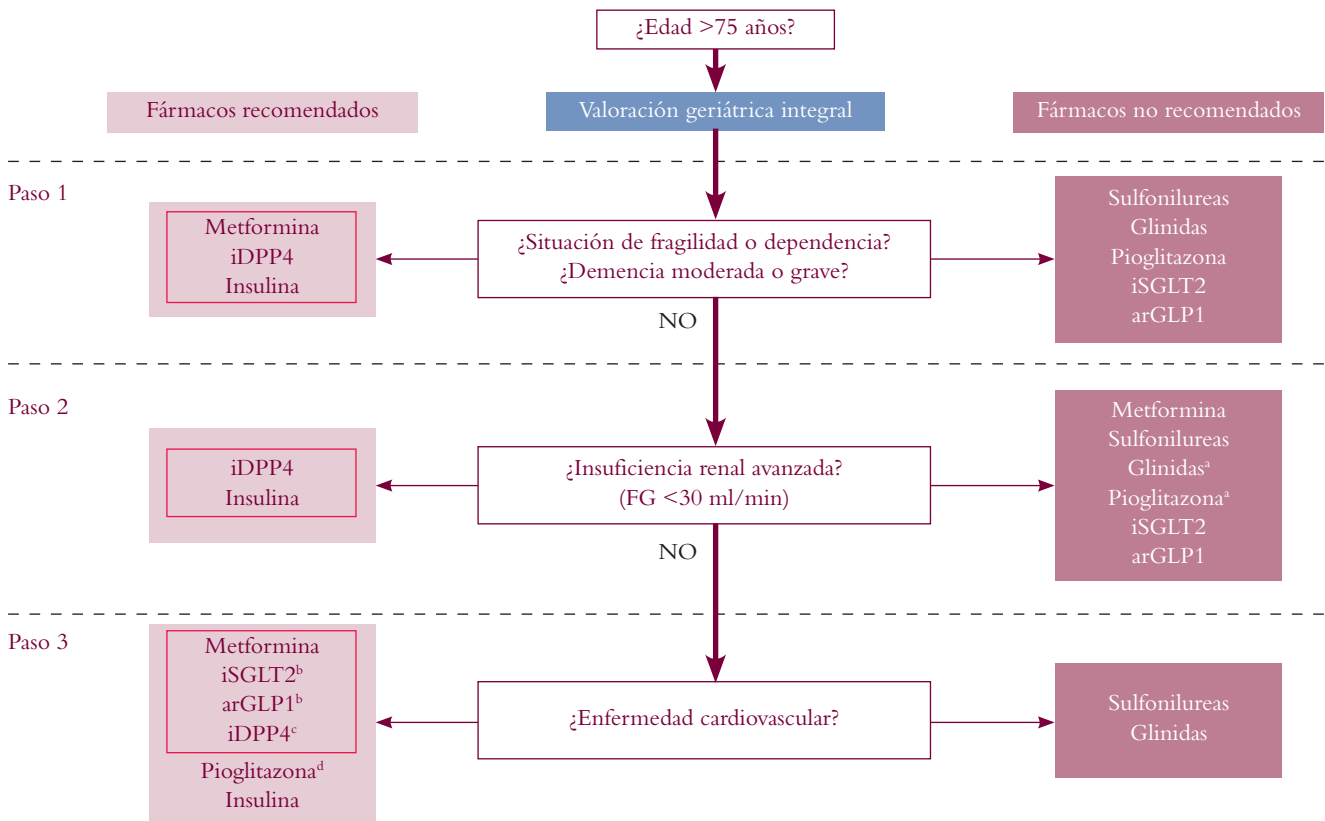 ¿Edad >75 años?
Fármacos recomendados
Valoración geriátrica integral
Fármacos no recomendados
Paso 1
Metformina
iDPP4
Insulina
¿Situación de fragilidad o dependencia?
¿Demencia moderada o grave?
Sulfonilureas
Glinidas
Pioglitazona
iSGLT2
arGLP1
NO
Paso 2
iDPP4
Insulina
¿Insuficiencia renal avanzada?
(FG <30 ml/min)
Metformina
Sulfonilureas
Glinidasᵃ
Pioglitazonaᵃ
iSGLT2
arGLP1
NO
Paso 3
Metformina
iSGLT2ᵇ
arGLP1ᵇ
iDPP4ᶜ
Pioglitazonaᵈ
Insulina
¿Enfermedad cardiovascular?
Sulfonilureas
Glinidas